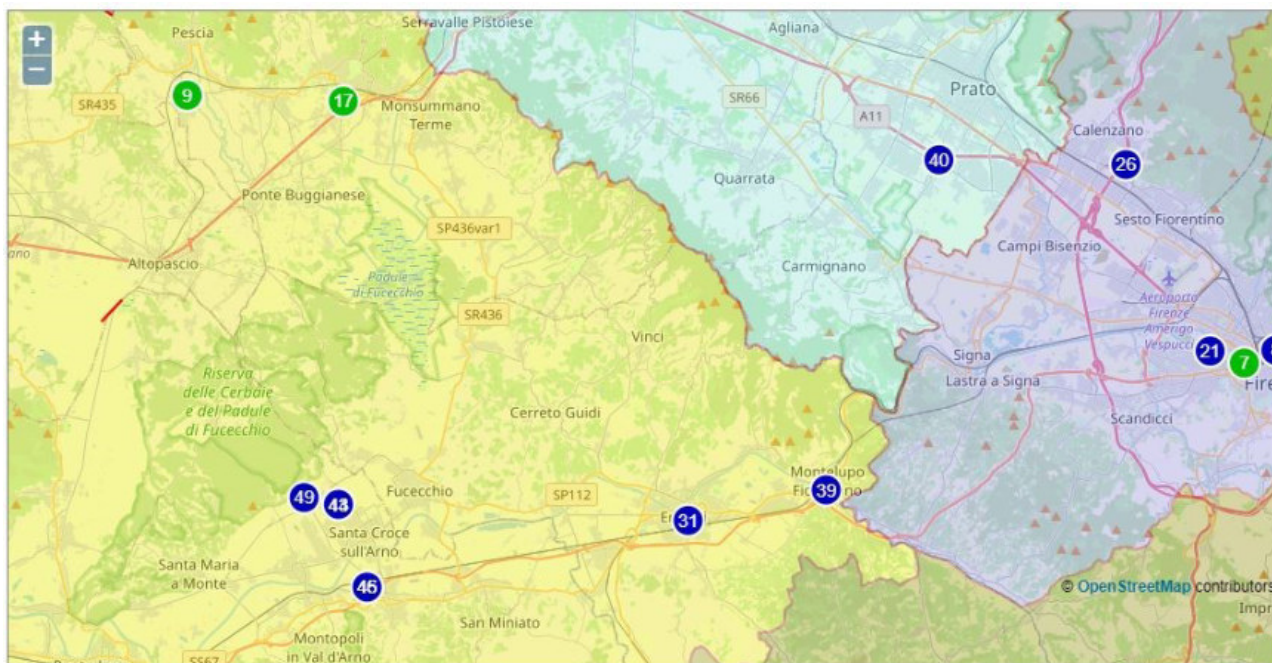 +
−
Pescia
Serravalle Pistoiese
Agliana
9
SR435
17
Monsummano
Terme
SR66
Prato
A11
Calenzano
40
26
Quarrata
Ponte Buggianese
SP436var1
Sesto Fiorentino
Campi Bisenzio
Altopascio
Padule
di Fucecchio
Carmignano
Aeroporto
Firenze
Amerigo
Vespucci
SR436
Vinci
Riserva
delle Cerbaie
e del Padule
di Fucecchio
Signa
Lastra a Signa
21
7
Cerreto Guidi
Scandicci
49
Fucecchio
SP112
Montelupo
39
31
Santa Croce
sull'Arno
Santa Maria
a Monte
46
© OpenStreetMap contributors
San Miniato
Montopoli
in Val d'Arno
SS67